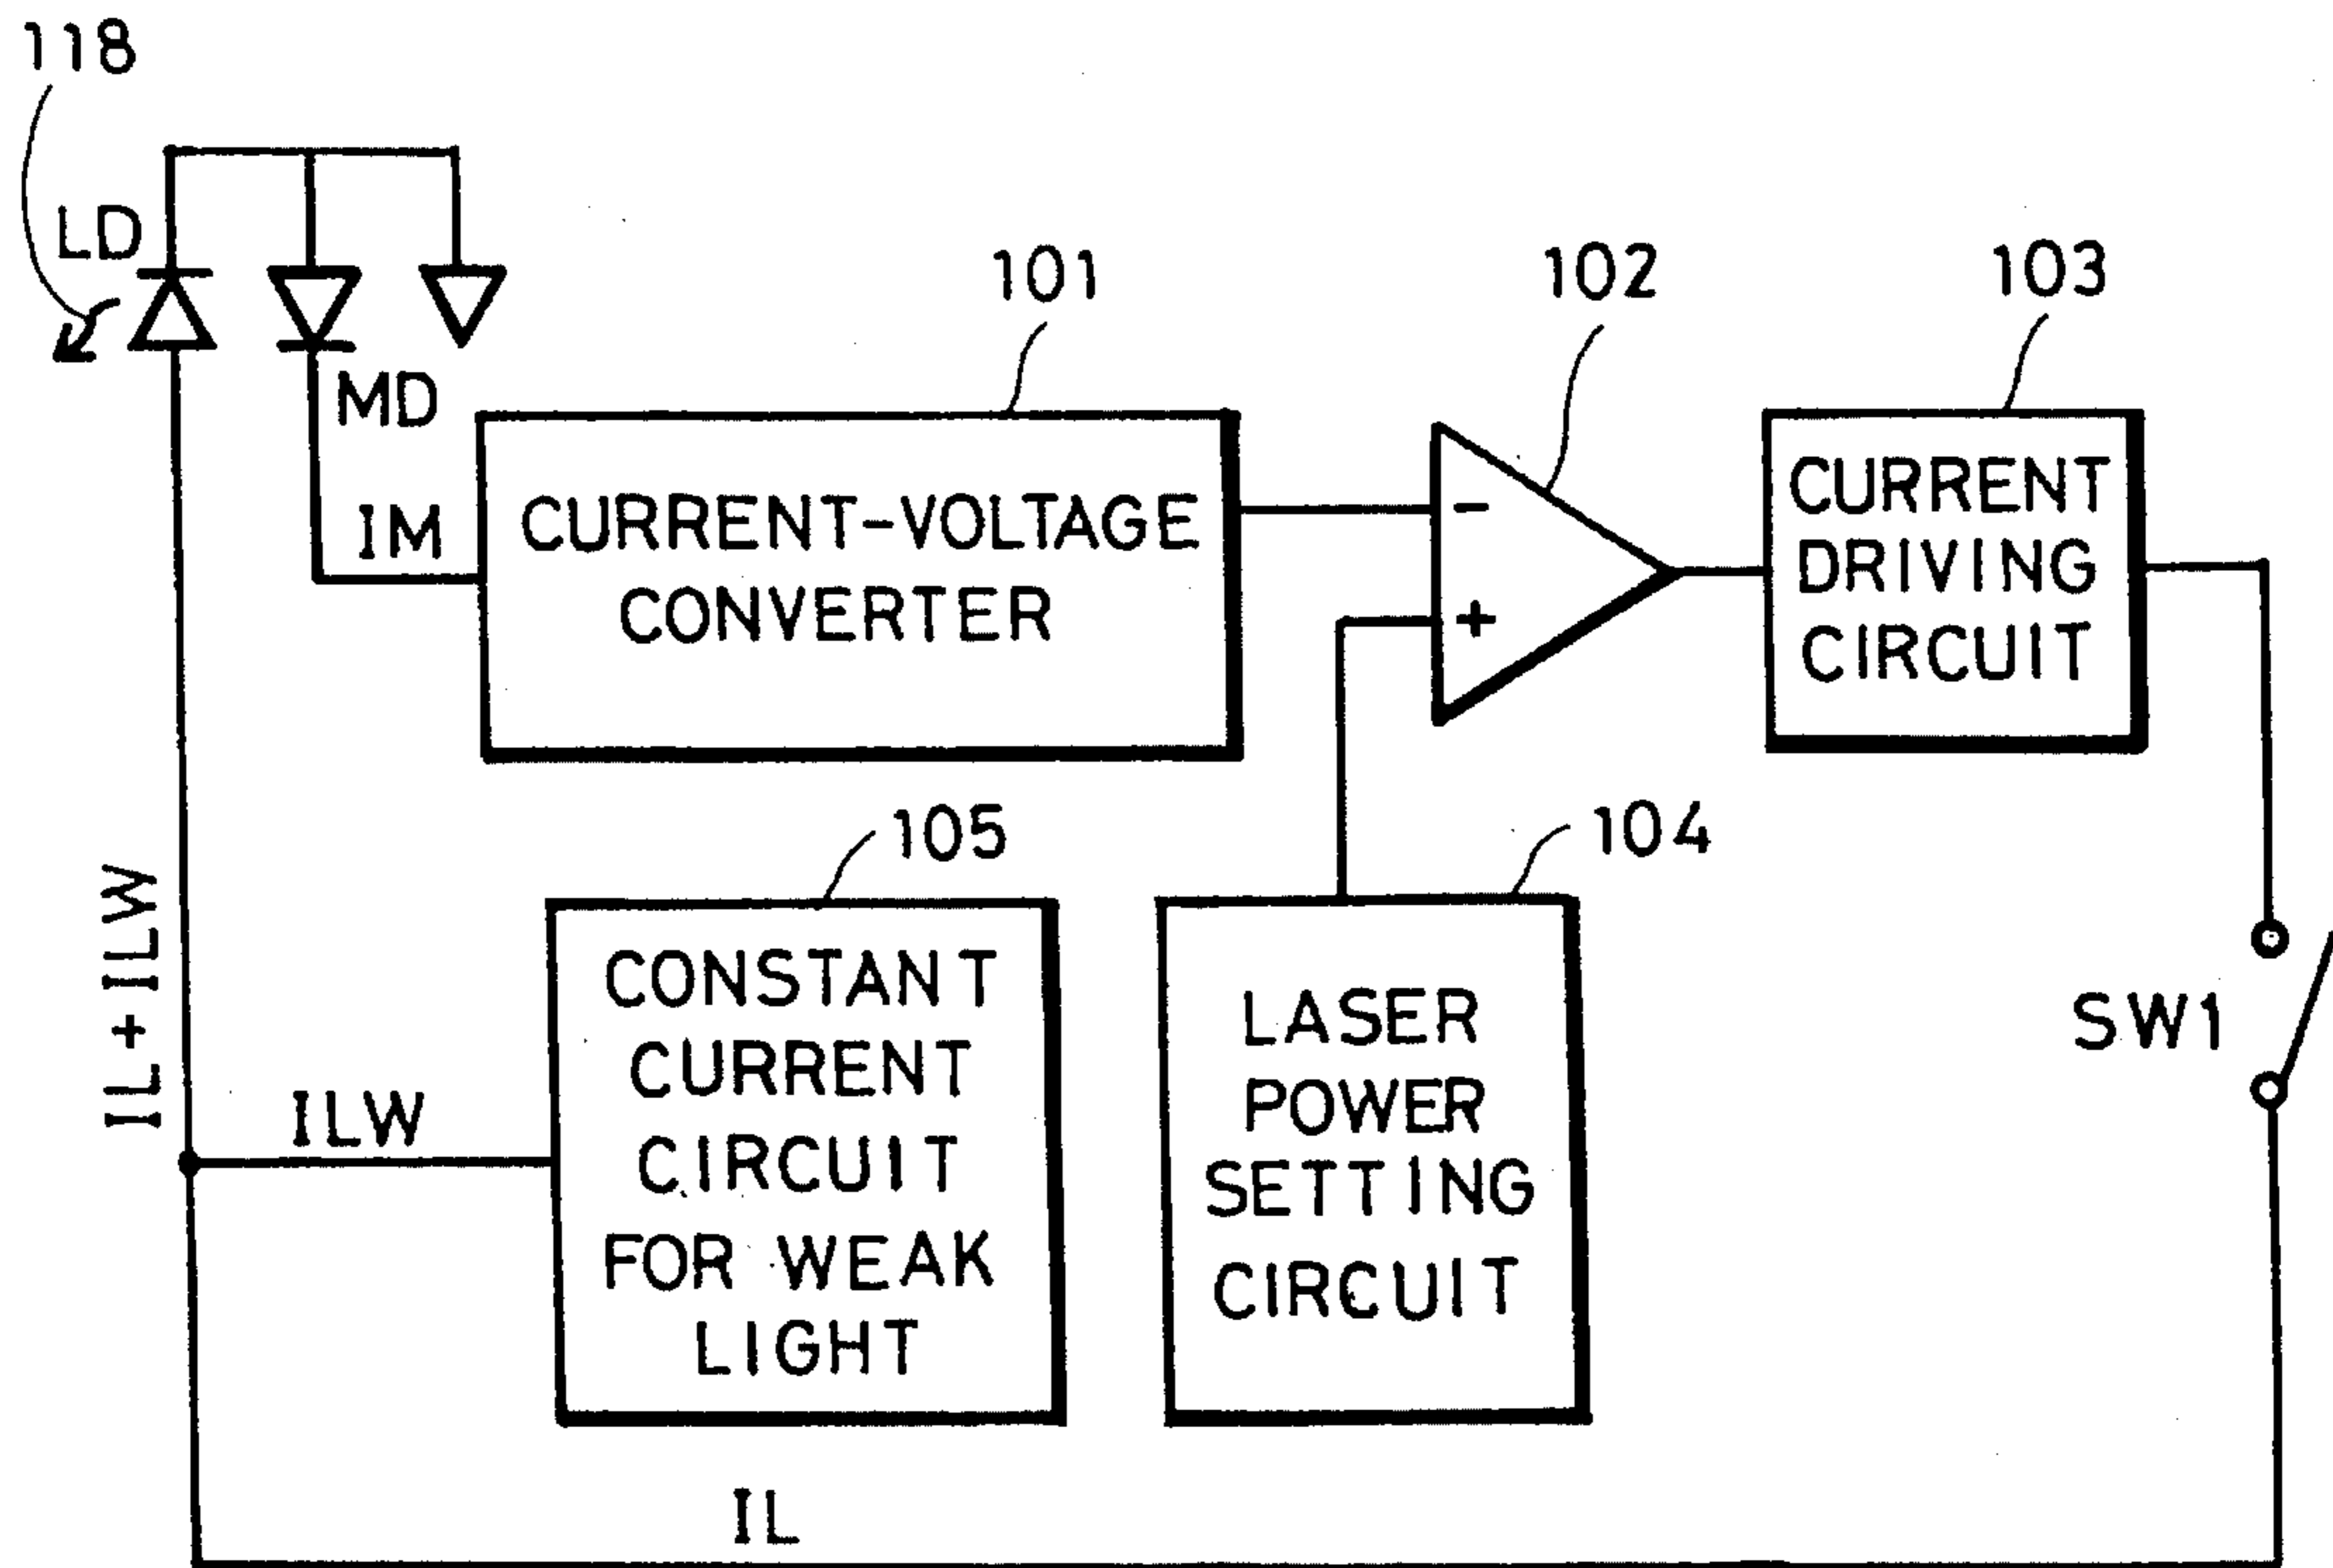 118
LD
MD
IM
101
CURRENT-VOLTAGE
CONVERTER
102
-
+
103
CURRENT
DRIVING
CIRCUIT
105
CONSTANT
CURRENT
CIRCUIT
FOR WEAK
LIGHT
104
LASER
POWER
SETTING
CIRCUIT
SW1
IL+ILW
ILW
IL